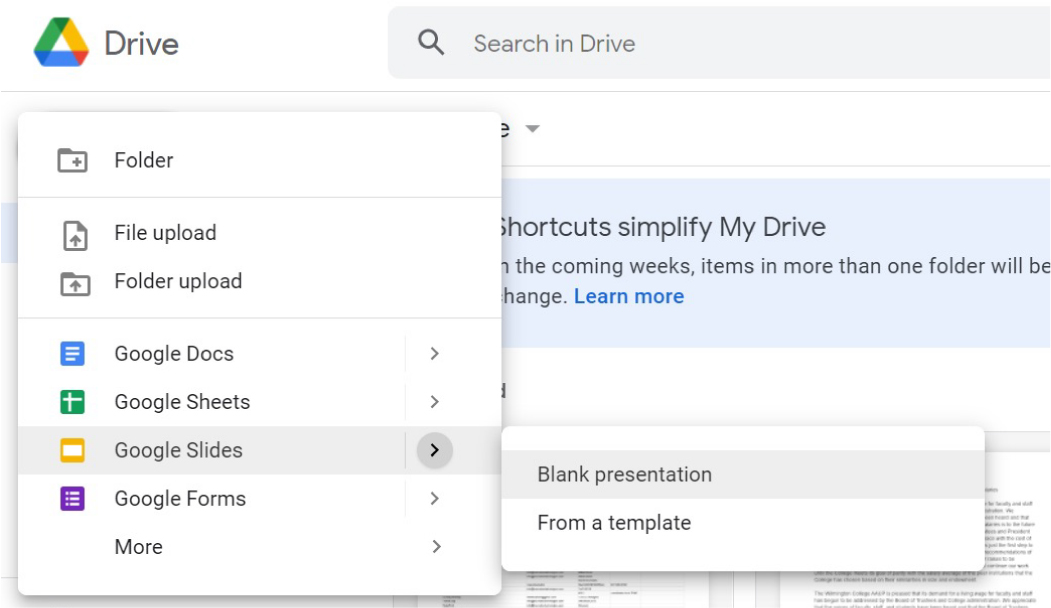 Drive
Search in Drive
Folder
File upload
Folder upload
Shortcuts simplify My Drive
the coming weeks, items in more than one folder will be
Learn more
Google Docs
Google Sheets
Google Slides
Google Forms
More
Blank presentation
From a template